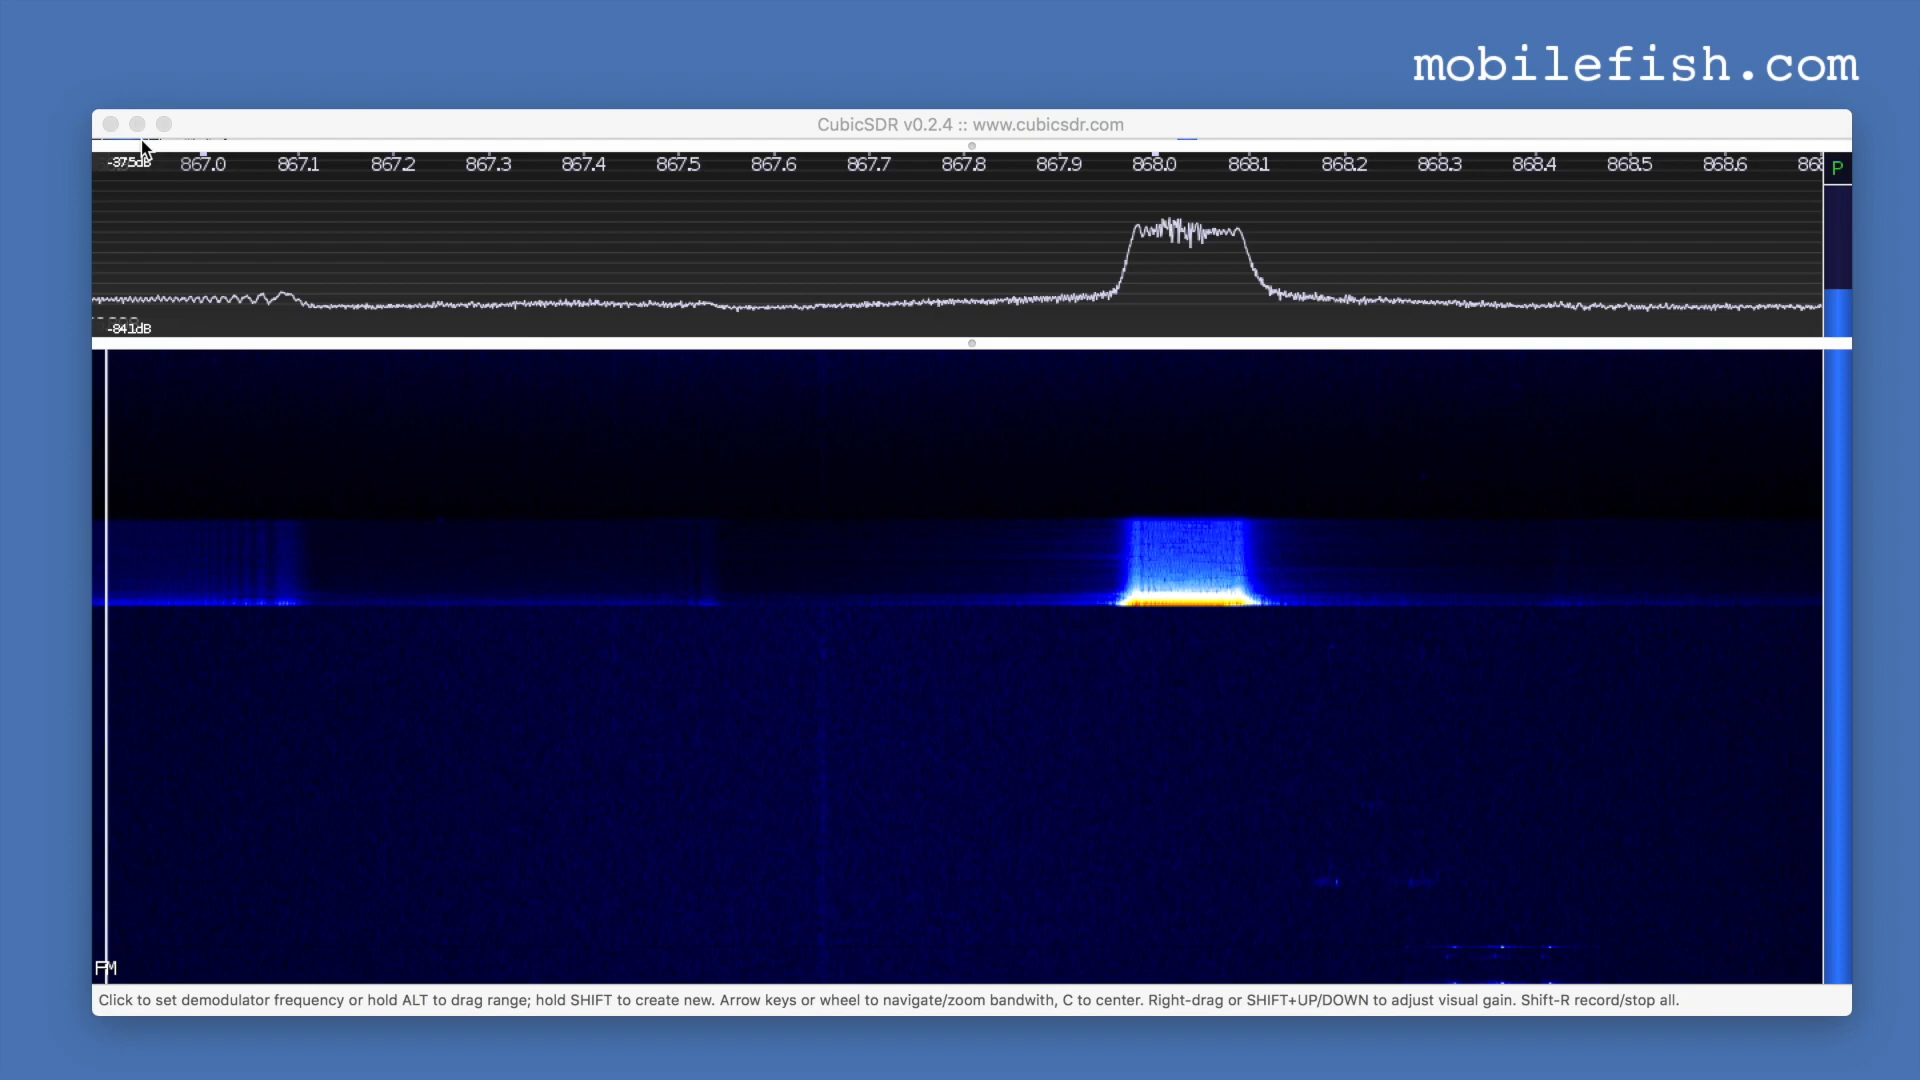 mobilefish.com
CubicSDR v0.2.4 :: www.cubicsdr.com
-37.5dB 867.0 867.1 867.2 867.3 867.4 867.5 867.6 867.7 867.8 867.9 868.0 868.1 868.2 868.3 868.4 868.5 868.6 P
-84.1dB
FM
Click to set demodulator frequency or hold ALT to drag range; hold SHIFT to create new. Arrow keys or wheel to navigate/zoom bandwith, C to center. Right-drag or SHIFT+UP/DOWN to adjust visual gain. Shift-R record/stop all.